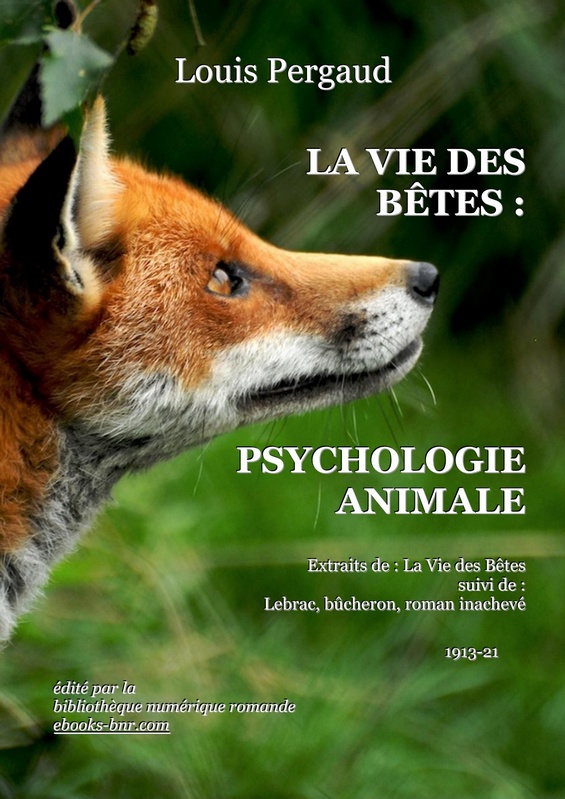 Louis Pergaud
LA VIE DES
BÊTES :
PSYCHOLOGIE
ANIMALE
Extraits de : La Vie des Bêtes
suivi de :
Lebrac, bûcheron, roman inachevé
1913-21
édité par la
bibliothèque numérique romande
ebooks-bnr.com